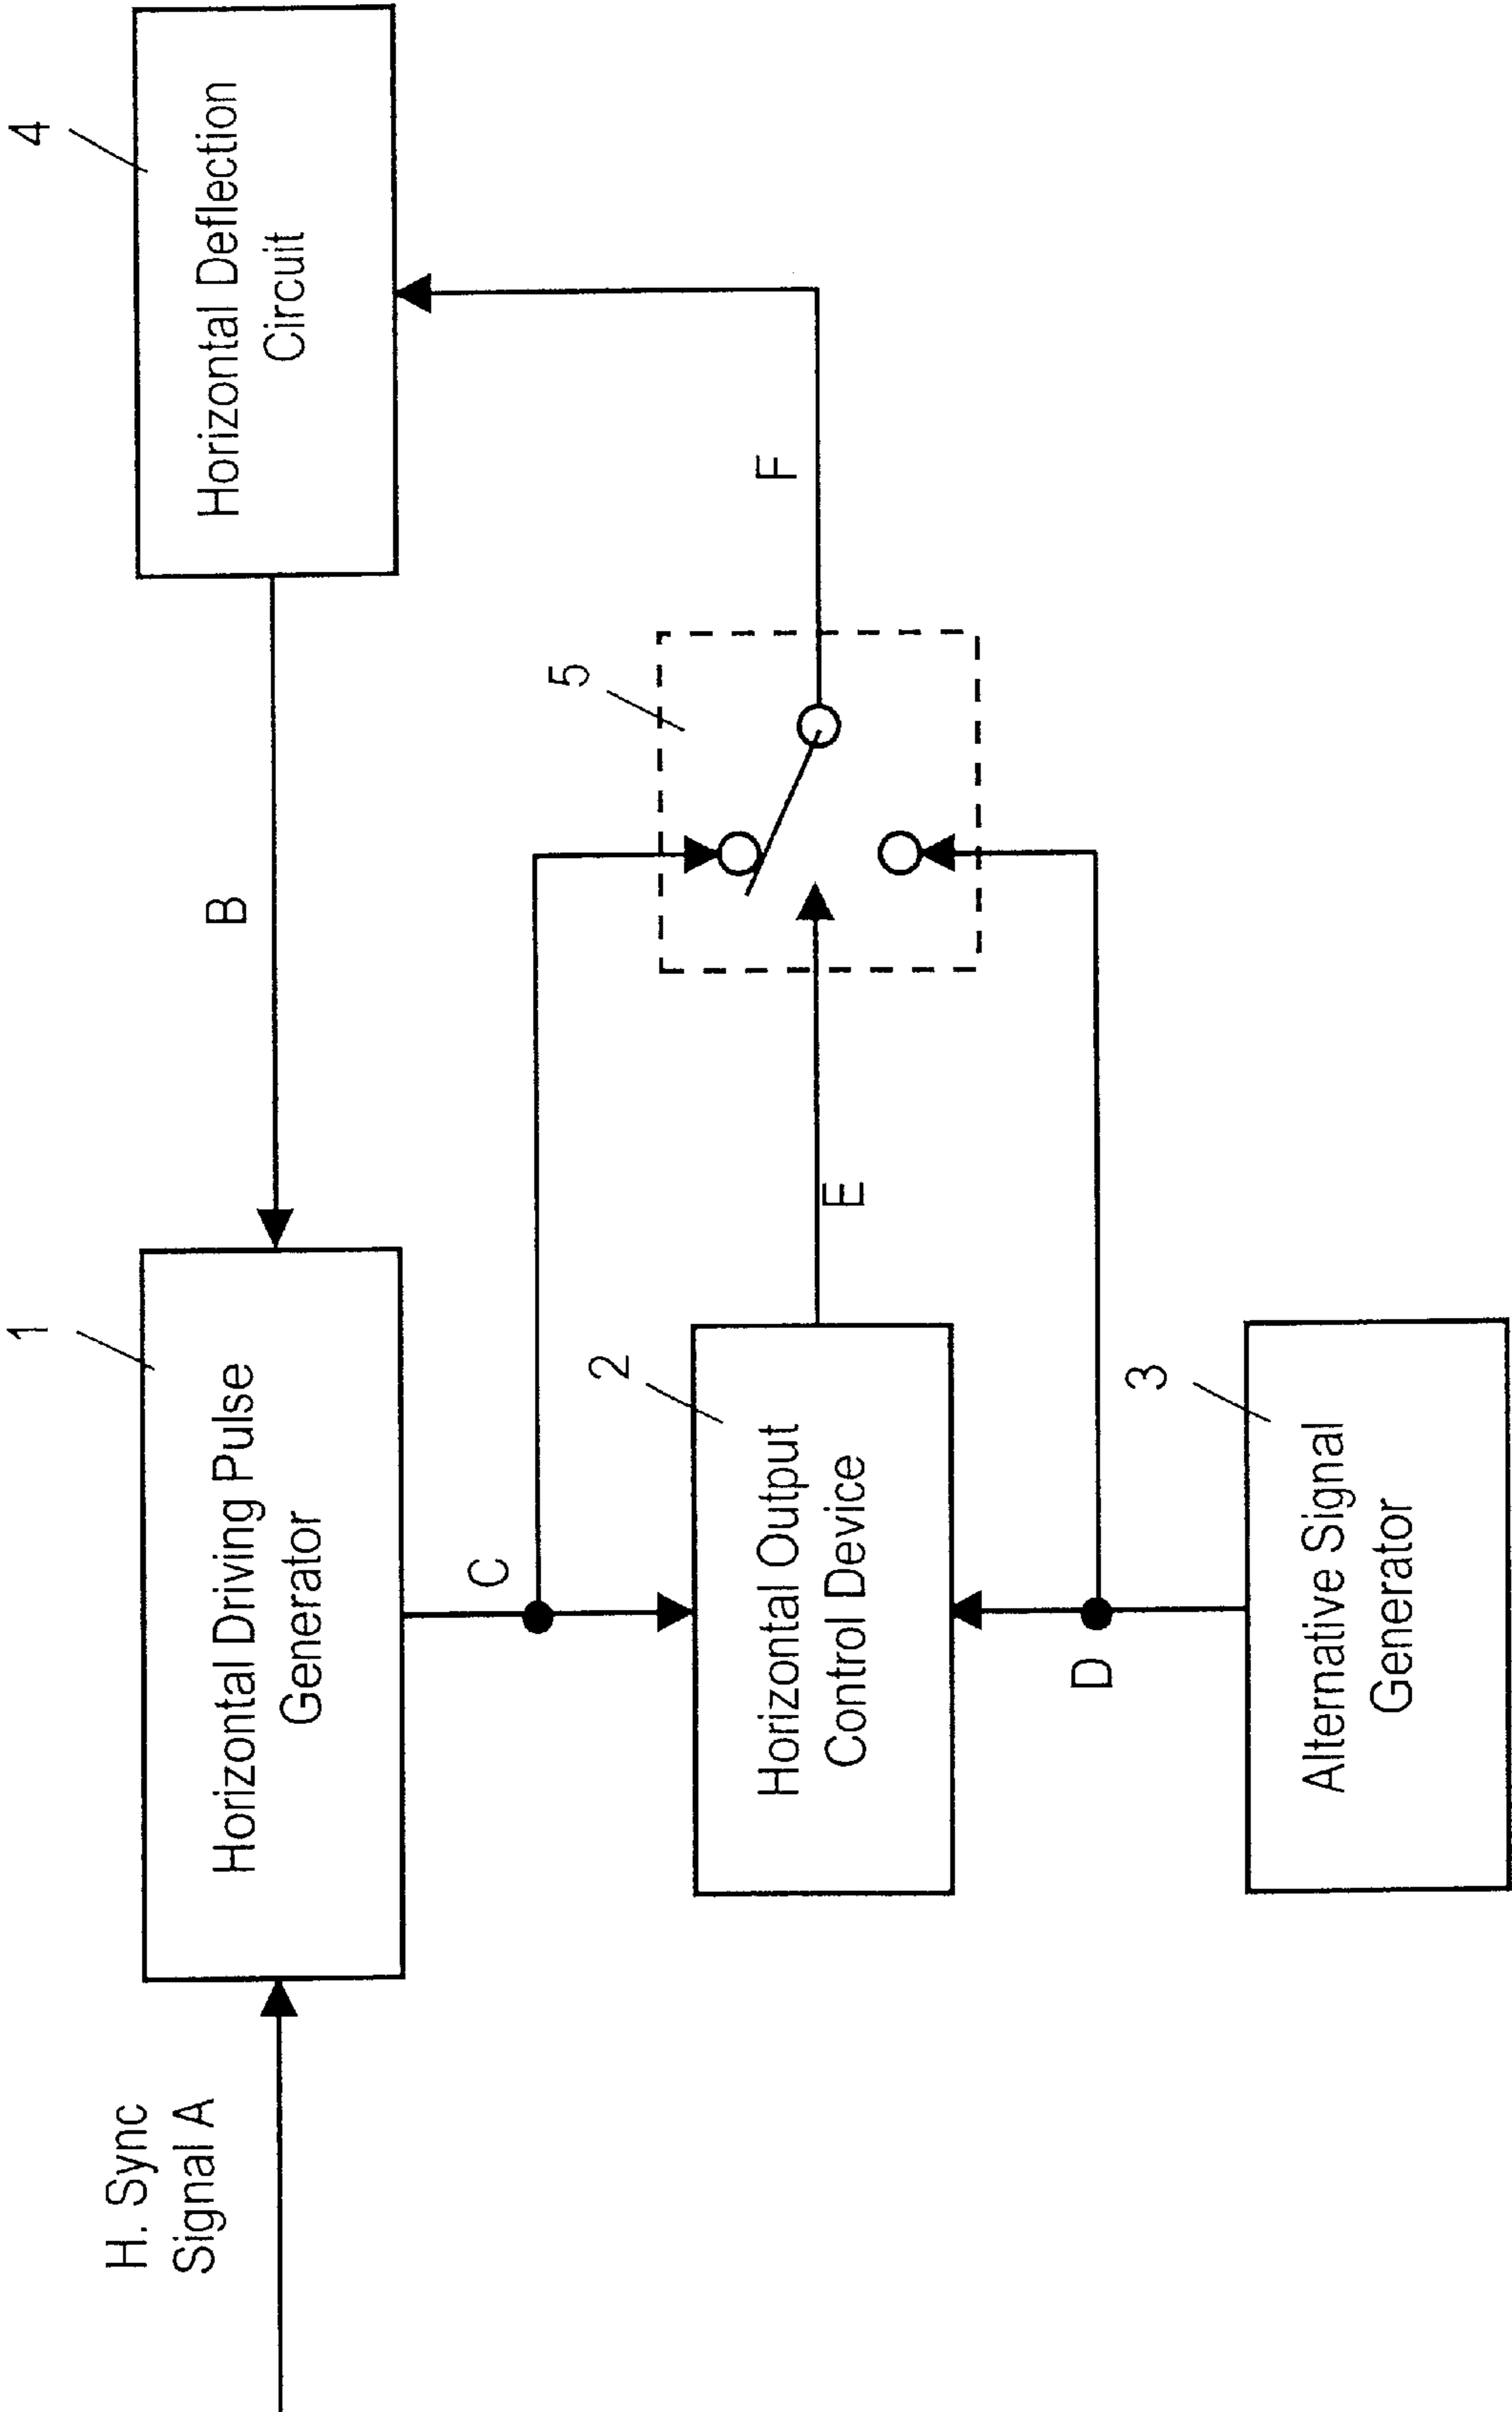 1
4
H. Sync
Signal A
Horizontal Driving Pulse
Generator
B
Horizontal Deflection
Circuit
C
2
5
F
Horizontal Output
Control Device
E
D
3
Alternative Signal
Generator